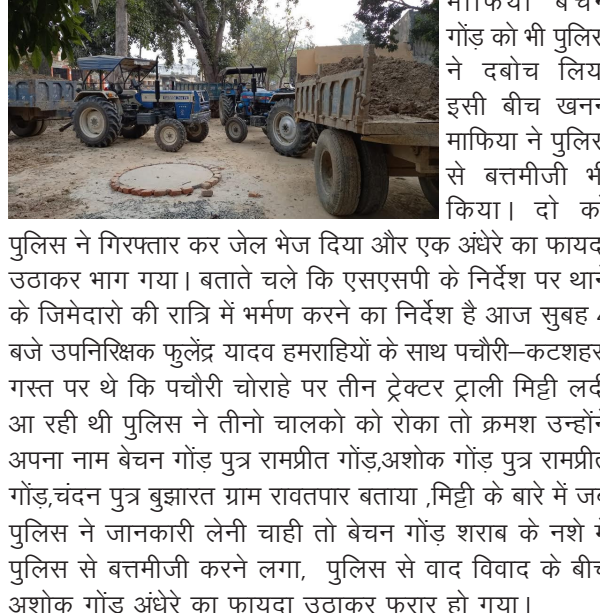 माफिया बेचन
गोंड़ को भी पुलिस
ने दबोच लिय
इसी बीच खनन
माफिया ने पुलिस
से बत्तमीजी भी
किया। दो को
पुलिस ने गिरफ्तार कर जेल भेज दिया और एक अंधेरे का फायद
उठाकर भाग गया। बताते चले कि एसएसपी के निर्देश पर थाने
के जिमेदारो की रात्रि में भर्मण करने का निर्देश है आज सुबह 4
बजे उपनिरिक्षक फुलेंद्र यादव हमराहियों के साथ पचौरी–कटशहर
गस्त पर थे कि पचौरी चोराहे पर तीन ट्रेक्टर ट्राली मिट्टी लदी
आ रही थी पुलिस ने तीनो चालको को रोका तो क्रमश उन्होंने
अपना नाम बेचन गोंड़ पुत्र रामप्रीत गोंड़,अशोक गोंड़ पुत्र रामप्रीत
गोंड़,चंदन पुत्र बुझारत ग्राम रावतपार बताया ,मिट्टी के बारे में जब
पुलिस ने जानकारी लेनी चाही तो बेचन गोंड़ शराब के नशे में
पुलिस से बत्तमीजी करने लगा, पुलिस से वाद विवाद के बीच
अशोक गोंड़ अंधेरे का फायदा उठाकर फरार हो गया।